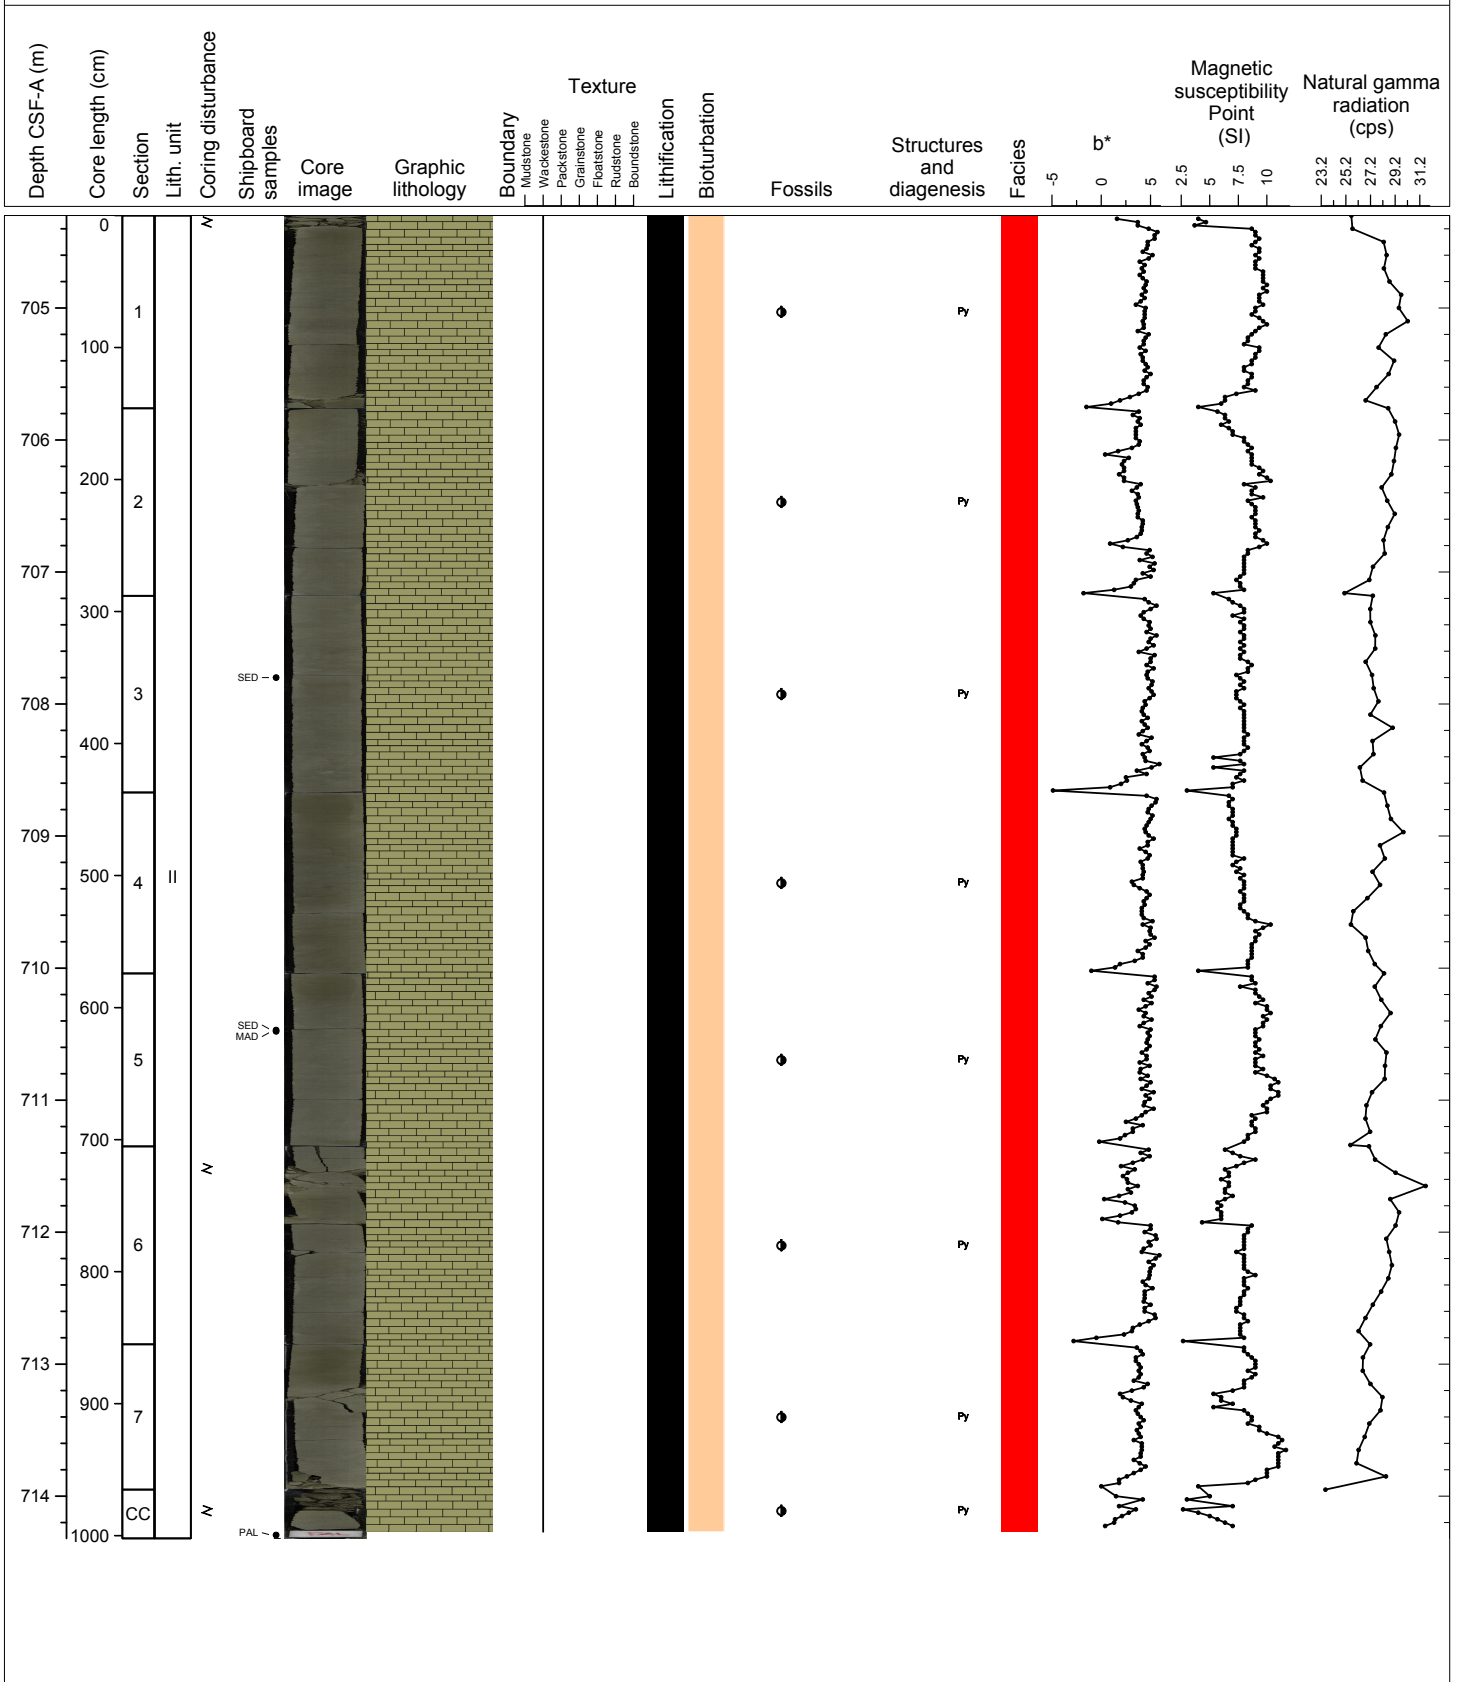 Depth CSF-A (m)
Core length (cm)
Section
Lith. unit
Coring disturbance
Shipboard
samples
Core
image
Graphic
lithology
Boundary
Texture
Mudstone
Wackestone
Packstone
Grainstone
Floatstone
Rudstone
Boundstone
Lithification
Bioturbation
Fossils
Structures
and
diagenesis
Facies
b*
-5
0
5
Magnetic
susceptibility
Point
(SI)
2.5
5
7.5
10
Natural gamma
radiation
(cps)
23.2
25.2
27.2
29.2
31.2
0
705
1
Py
100
706
200
2
Py
707
300
SED
3
Py
708
400
709
500
4
II
Py
710
600
SED
MAD
5
Py
711
700
712
6
Py
800
713
900
7
Py
714
CC
Py
PAL
1000